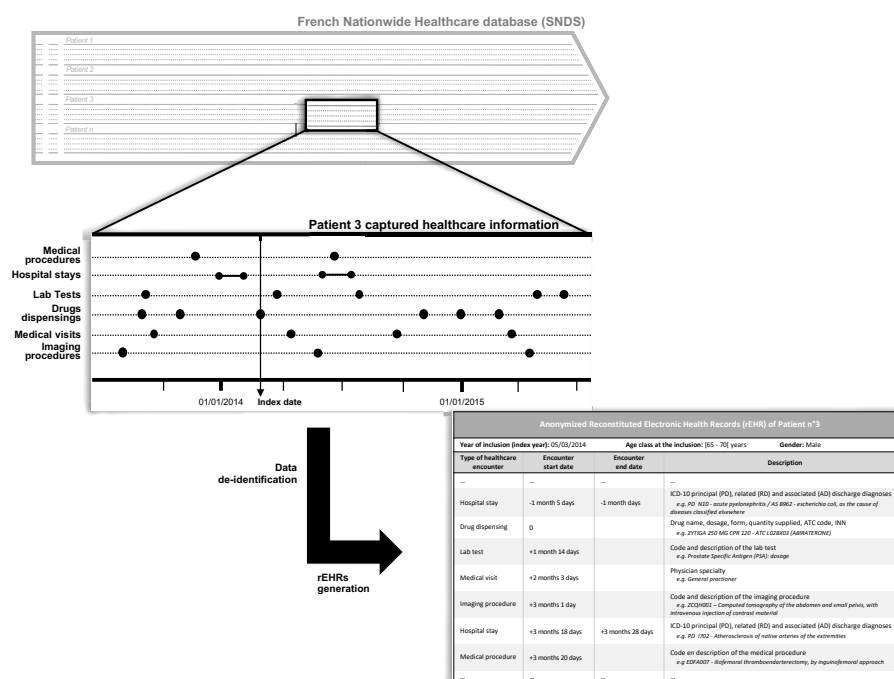 French Nationwide Healthcare database (SNDS)
Patient 1
Patient 2
Patient 3
Patient n
Patient 3 captured healthcare information
Medical
procedures
Hospital stays
Lab Tests
Drugs
dispensings
Medical visits
Imaging
procedures
01/01/2014 Index date 01/01/2015
Data
de-identification
rEHRs
generation
Anonymized Reconstituted Electronic Health Records (rEHR) of Patient n°3
Year of inclusion (index year): 05/03/2014 Age class at the inclusion: [65 - 70[ years Gender: Male
Type of healthcare encounter Encounter start date Encounter end date Description
... ... ... ...
Hospital stay -1 month 5 days -1 month days ICD-10 principal (PD), related (RD) and associated (AD) discharge diagnoses
e.g. PD N10 - acute pyelonephritis / AS B962 - escherichia coli, as the cause of
diseases classified elsewhere
Drug dispensing 0 Drug name, dosage, form, quantity supplied, ATC code, INN
e.g. ZYTIGA 250 MG CPR 120 - ATC L02BX03 (ABIRATERONE)
Lab test +1 month 14 days Code and description of the lab test
e.g. Prostate Specific Antigen (PSA): dosage
Medical visit +2 months 3 days Physician specialty
e.g. General practioner
Imaging procedure +3 months 1 day Code and description of the imaging procedure
e.g. ZCQH001 – Computed tomography of the abdomen and small pelvis, with
intravenous injection of contrast material
Hospital stay +3 months 18 days +3 months 28 days ICD-10 principal (PD), related (RD) and associated (AD) discharge diagnoses
e.g. PD I702 - Atherosclerosis of native arteries of the extremities
Medical procedure +3 months 20 days Code en description of the medical procedure
e.g EDFA007 - Iliofemoral thromboendarterectomy, by inguinofemoral approach
... ... ... ...